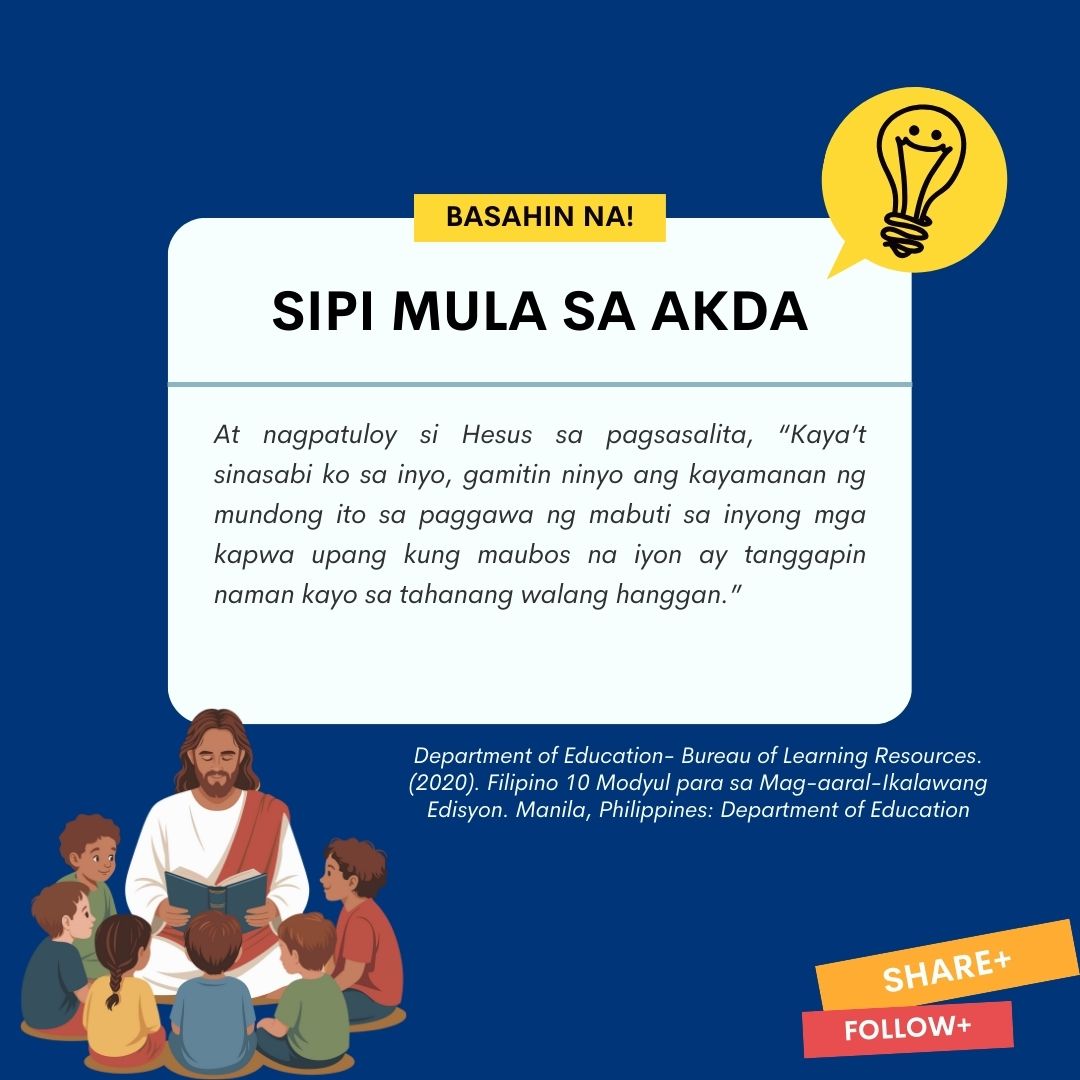 BASAHIN NA!
SIPI MULA SA AKDA
At nagpatuloy si Hesus sa pagsasalita, “Kaya’t
sinasabi ko sa inyo, gamitin ninyo ang kayamanan ng
mundong ito sa paggawa ng mabuti sa inyong mga
kapwa upang kung maubos na iyon ay tanggapin
naman kayo sa tahanang walang hanggan.”
Department of Education- Bureau of Learning Resources.
(2020). Filipino 10 Modyul para sa Mag-aaral-Ikalawang
Edisyon. Manila, Philippines: Department of Education
SHARE+
FOLLOW+